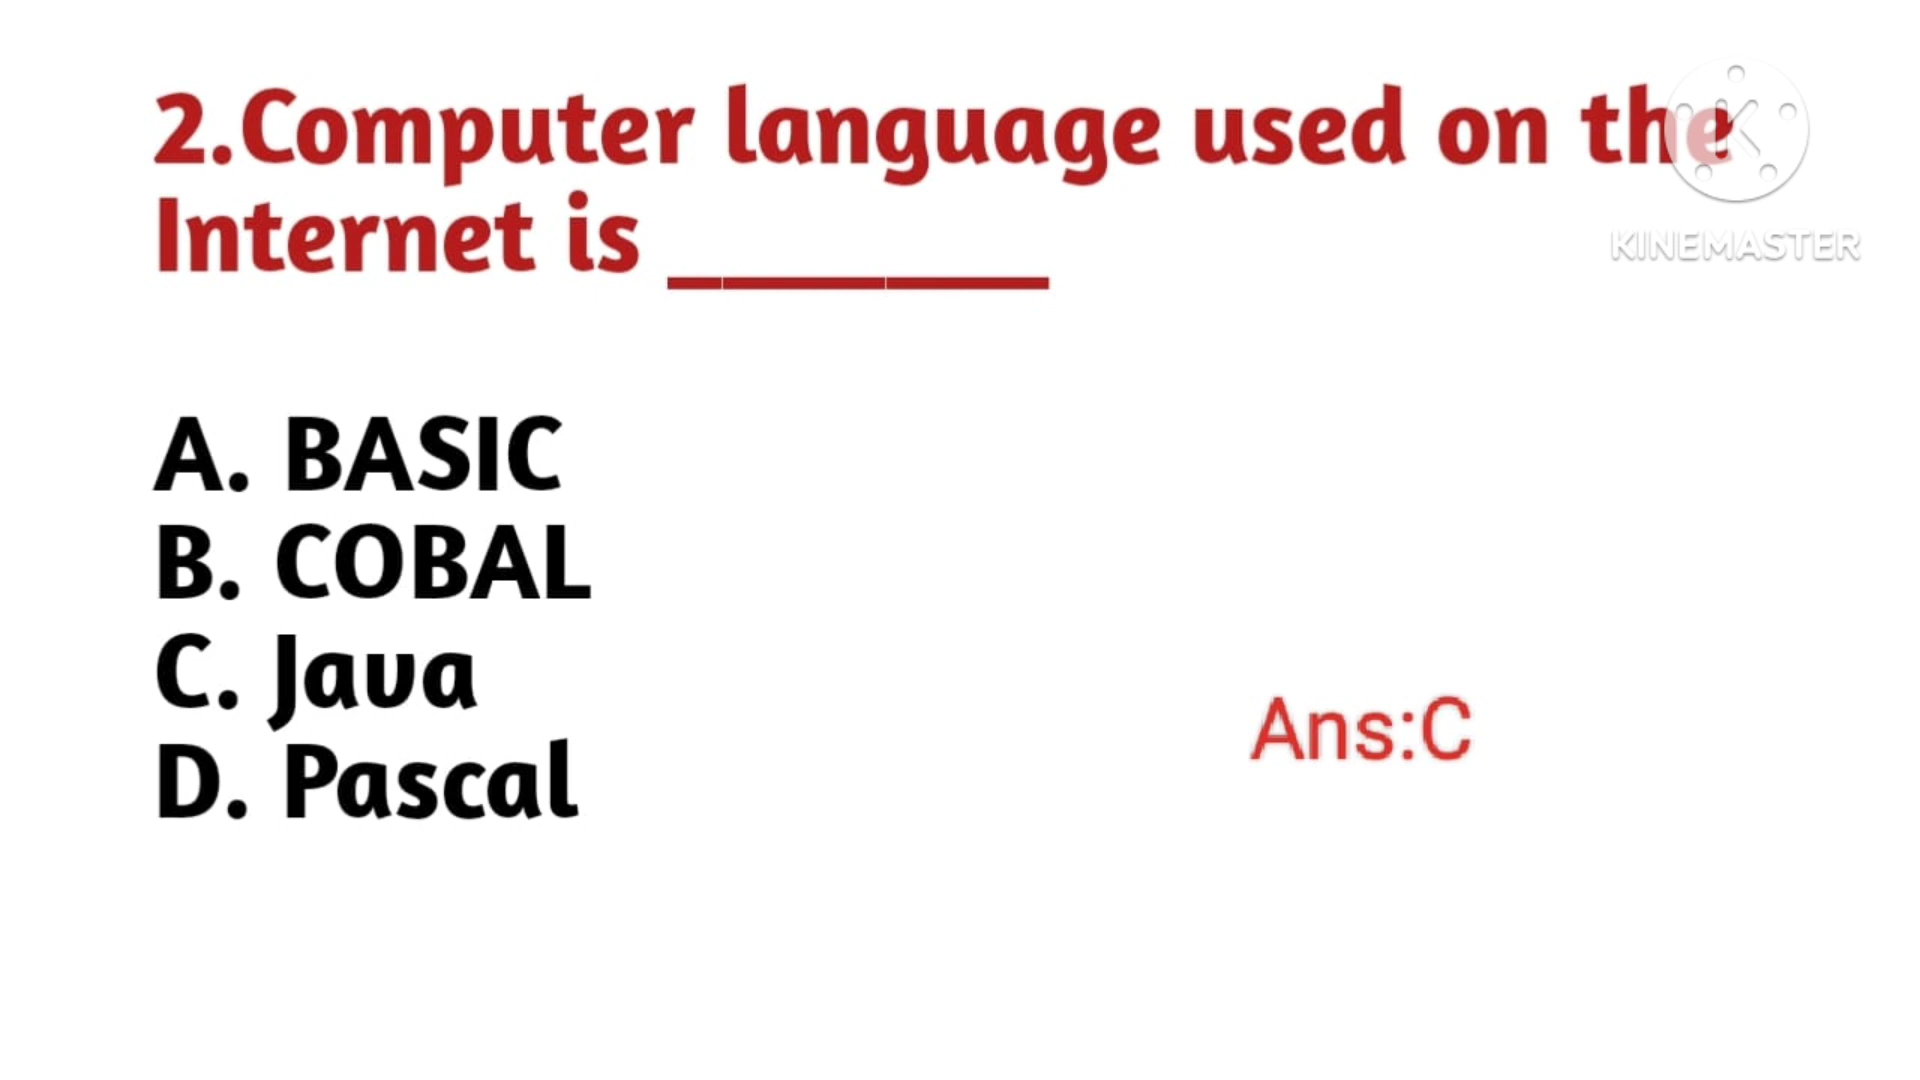 2.Computer language used on the
Internet is _______
KINEMASTER
A. BASIC
B. COBAL
C. Java
D. Pascal
Ans:C